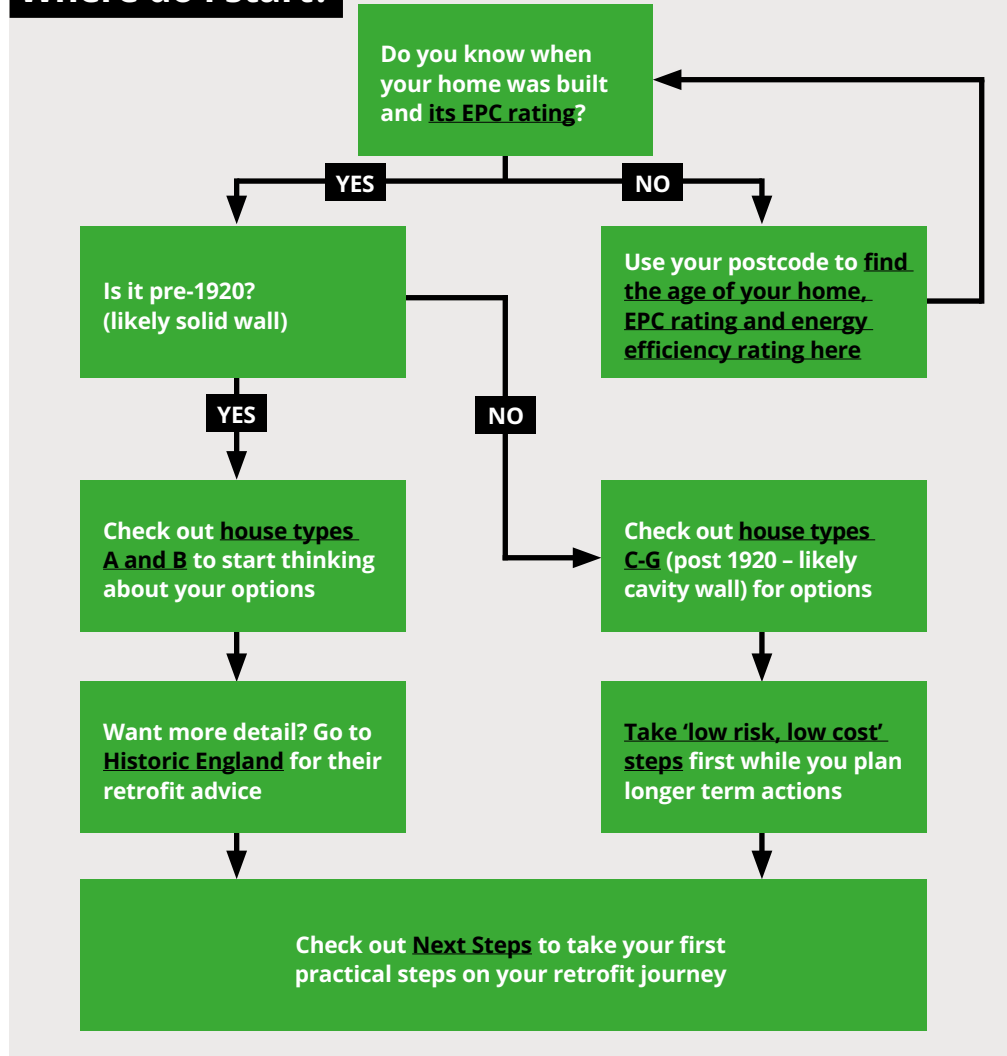 Where do I start?
Do you know when
your home was built
and its EPC rating?
YES
NO
Is it pre-1920?
(likely solid wall)
Use your postcode to find
the age of your home,
EPC rating and energy
efficiency rating here
YES
NO
Check out house types
A and B to start thinking
about your options
Check out house types
C-G (post 1920 – likely
cavity wall) for options
Want more detail? Go to
Historic England for their
retrofit advice
Take ‘low risk, low cost’
steps first while you plan
longer term actions
Check out Next Steps to take your first
practical steps on your retrofit journey